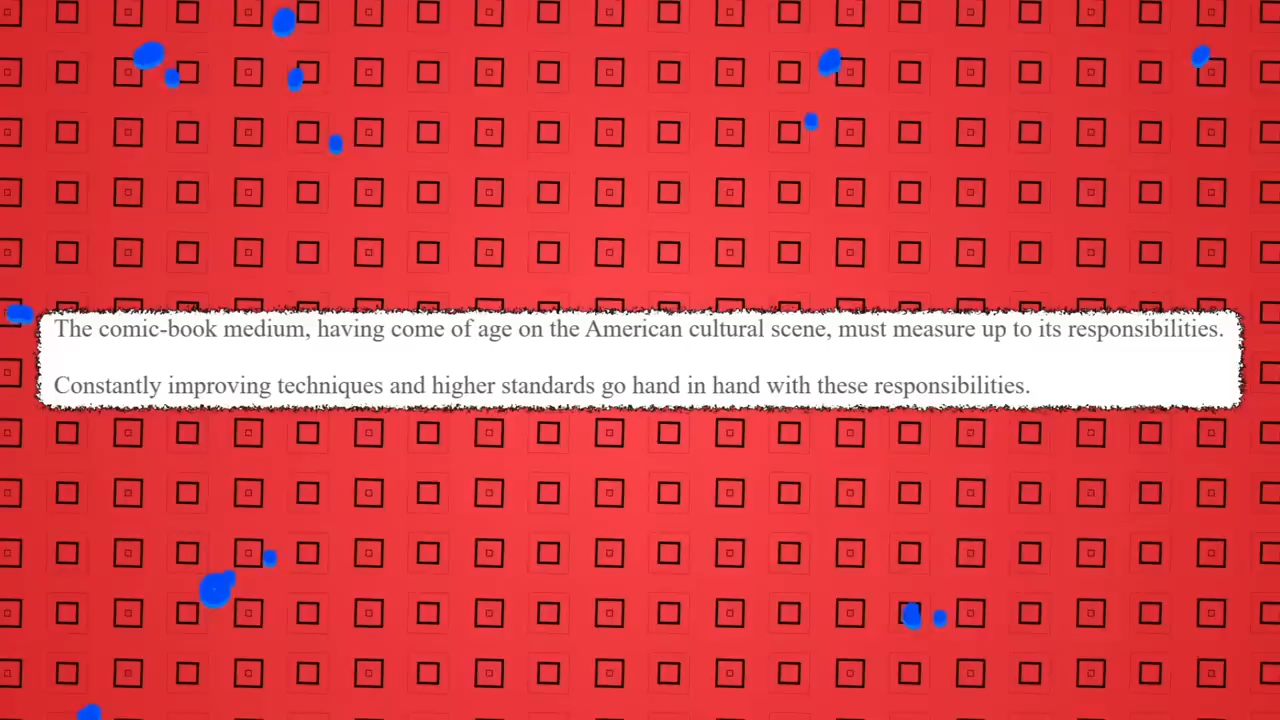 The comic-book medium, having come of age on the American cultural scene, must measure up to its responsibilities.
Constantly improving techniques and higher standards go hand in hand with these responsibilities.